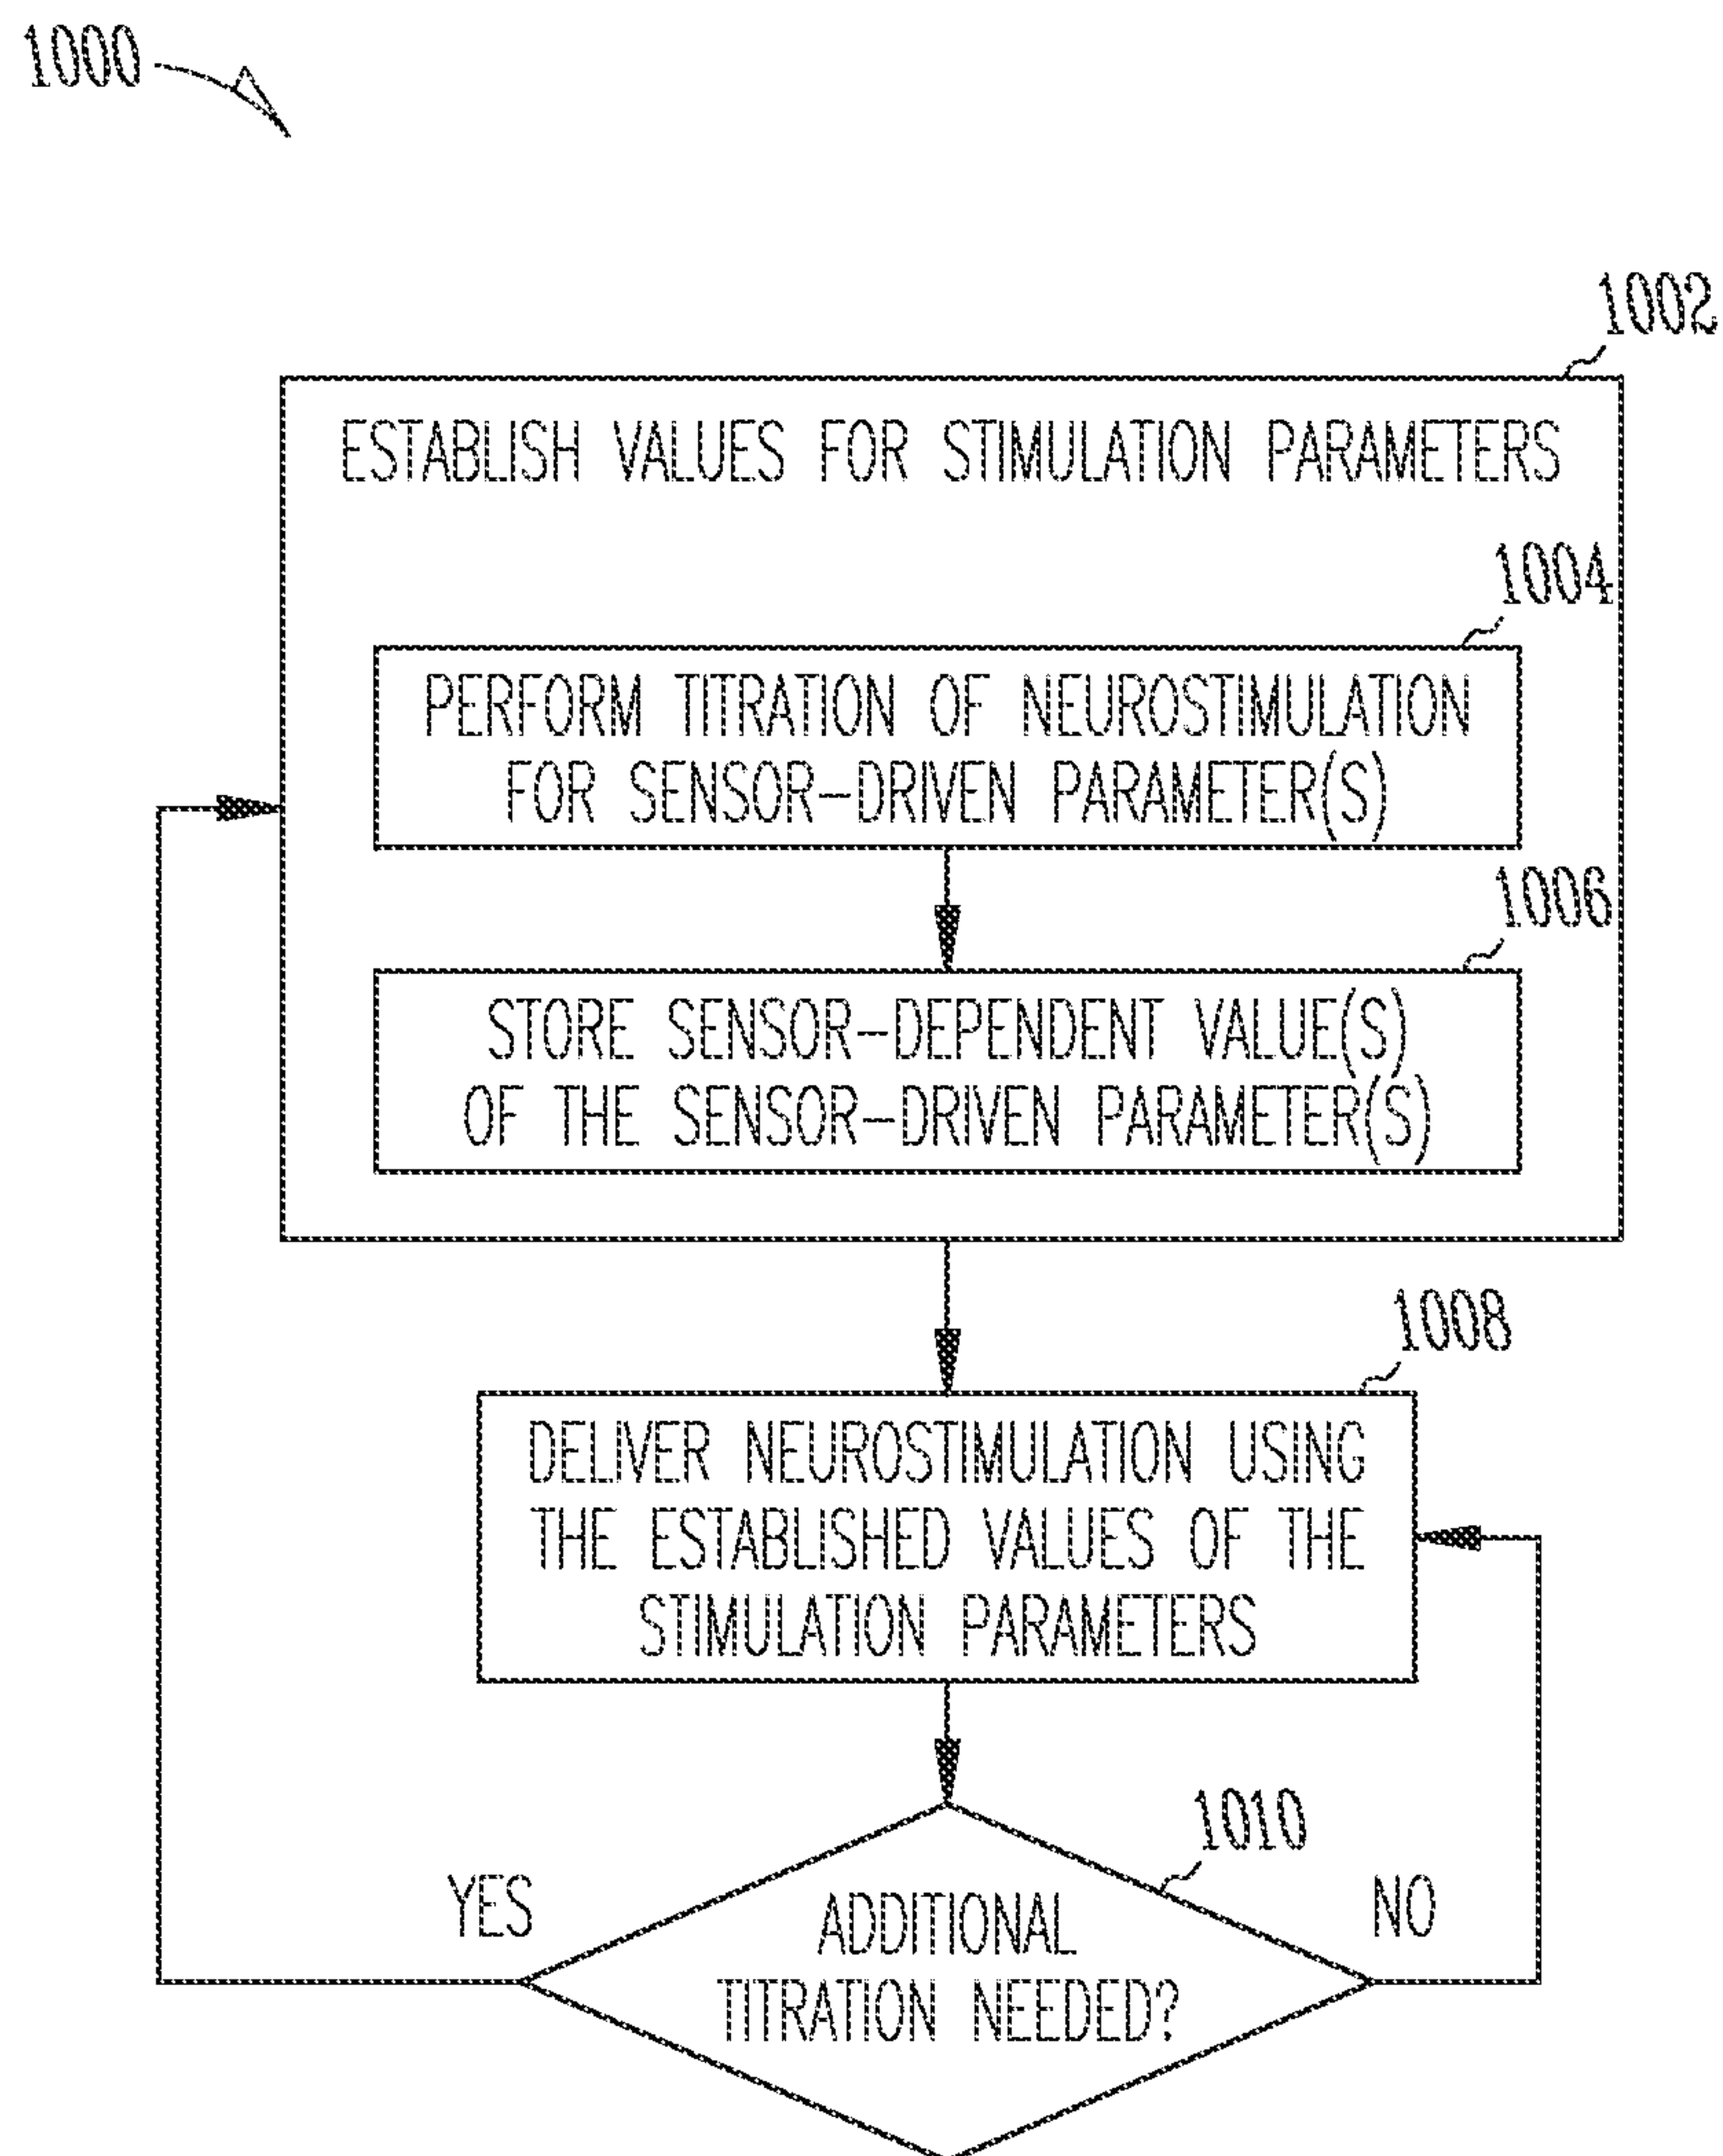 1000
1002
ESTABLISH VALUES FOR STIMULATION PARAMETERS
1004
PERFORM TITRATION OF NEUROSTIMULATION
FOR SENSOR-DRIVEN PARAMETER(S)
1006
STORE SENSOR-DEPENDENT VALUE(S)
OF THE SENSOR-DRIVEN PARAMETER(S)
1008
DELIVER NEUROSTIMULATION USING
THE ESTABLISHED VALUES OF THE
STIMULATION PARAMETERS
1010
YES
NO
ADDITIONAL
TITRATION NEEDED?